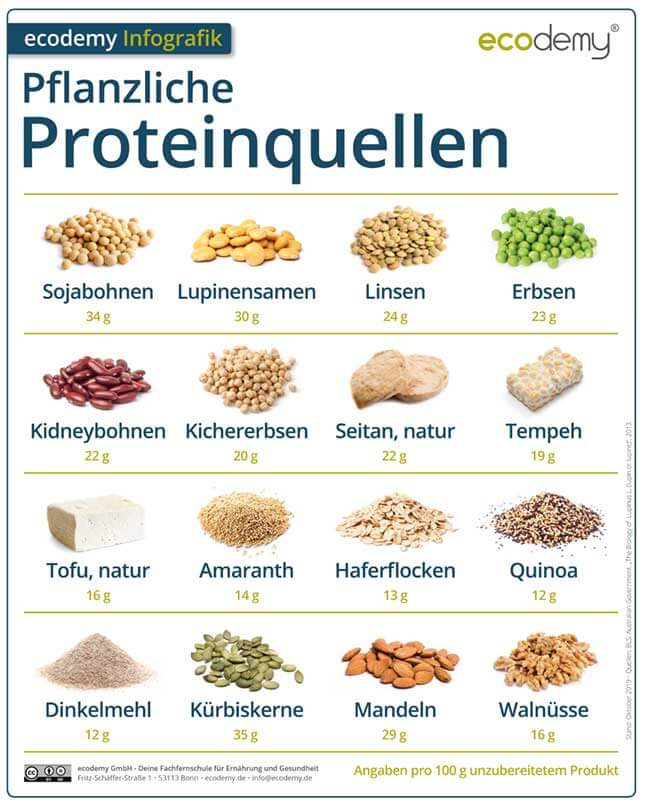 ecodemy Infografik
ecodemy®
Pflanzliche
Proteinquellen
Sojabohnen Lupinensamen Linsen Erbsen
34 g 30 g 24 g 23 g
Kidneybohnen Kichererbsen Seitan, natur Tempeh
22 g 20 g 22 g 19 g
Tofu, natur Amaranth Haferflocken Quinoa
16 g 14 g 13 g 12 g
Dinkelmehl Kürbiskerne Mandeln Walnüsse
12 g 35 g 29 g 16 g
Stand: Oktober 2019 - Quellen: BLS, Australian Government: „The Biology of Lupinus L. (lupin or lupine)“, 2013.
cc BY ND
ecodemy GmbH - Deine Fachfernschule für Ernährung und Gesundheit
Fritz-Schäffer-Straße 1 • 53113 Bonn • ecodemy.de • info@ecodemy.de
Angaben pro 100 g unzubereitetem Produkt